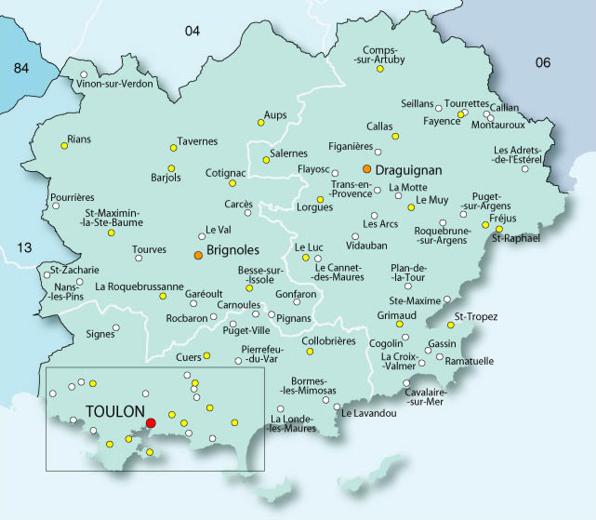 04
84
06
13
Vinon-sur-Verdon
Comps-
-sur-Artuby
Aups
Seillans
Tourrettes
Callian
Fayence
Montauroux
Rians
Tavernes
Callas
Figanières
Salernes
Les Adrets-
de-l'Estérel
Barjols
Cotignac
Flayosc
Draguignan
Trans-en-
-Provence
La Motte
Pourrières
St-Maximin-
-la-Ste-Baume
Carcès
Lorgues
Le Muy
Puget-
-sur-Argens
Fréjus
St-Raphael
Le Val
Les Arcs
Roquebrune-
-sur-Argens
Tourves
Brignoles
Le Luc
Vidauban
St-Zacharie
Nans-
-les-Pins
La Roquebrussanne
Besse-sur-
-Issole
Le Cannet-
-des-Maures
Plan-de-
-la-Tour
Garéoult
Gonfaron
Ste-Maxime
Rocbaron
Carnoules
Pignans
Grimaud
St-Tropez
Signes
Puget-Ville
Collobrières
Cogolin
Gassin
Cuers
Pierrefeu-
-du-Var
La Croix-
-Valmer
Ramatuelle
Bormes-
-les-Mimosas
Cavalaire-
-sur-Mer
TOULON
La Londe-
-les-Maures
Le Lavandou